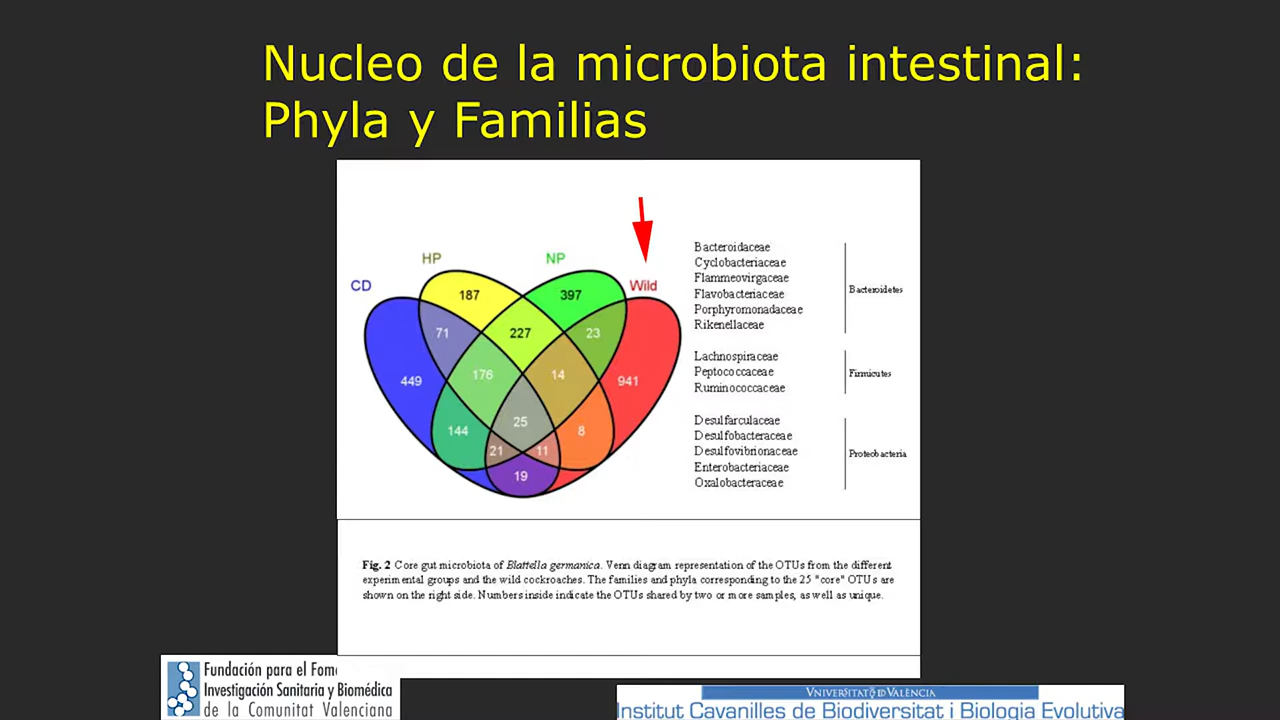 Nucleo de la microbiota intestinal:
Phyla y Familias
HP
NP
CD
Wild
187
397
71
227
23
449
176
14
941
25
144
8
21
11
19
Bacteroidaceae
Cyclobacteriaceae
Flammeovirgaceae
Flavobacteriaceae
Porphyromonadaceae
Rikenellaceae
Bacteroidetes
Lachnospiraceae
Peptococcaceae
Ruminococcaceae
Firmicutes
Desulfarculaceae
Desulfobacteraceae
Desulfovibrionaceae
Enterobacteriaceae
Oxalobacteraceae
Proteobacteria
Fig. 2 Core gut microbiota of Blattella germanica. Venn diagram representation of the OTUs from the different
experimental groups and the wild cockroaches. The families and phyla corresponding to the 25 "core" OTUs are
shown on the right side. Numbers inside indicate the OTUs shared by two or more samples, as well as unique.
Fundación para el Fome
Investigación Sanitaria y Biomédica
de la Comunitat Valenciana
VNIVERSITATŒDVALÈNCIA
Institut Cavanilles de Biodiversitat i Biologia Evolutiva